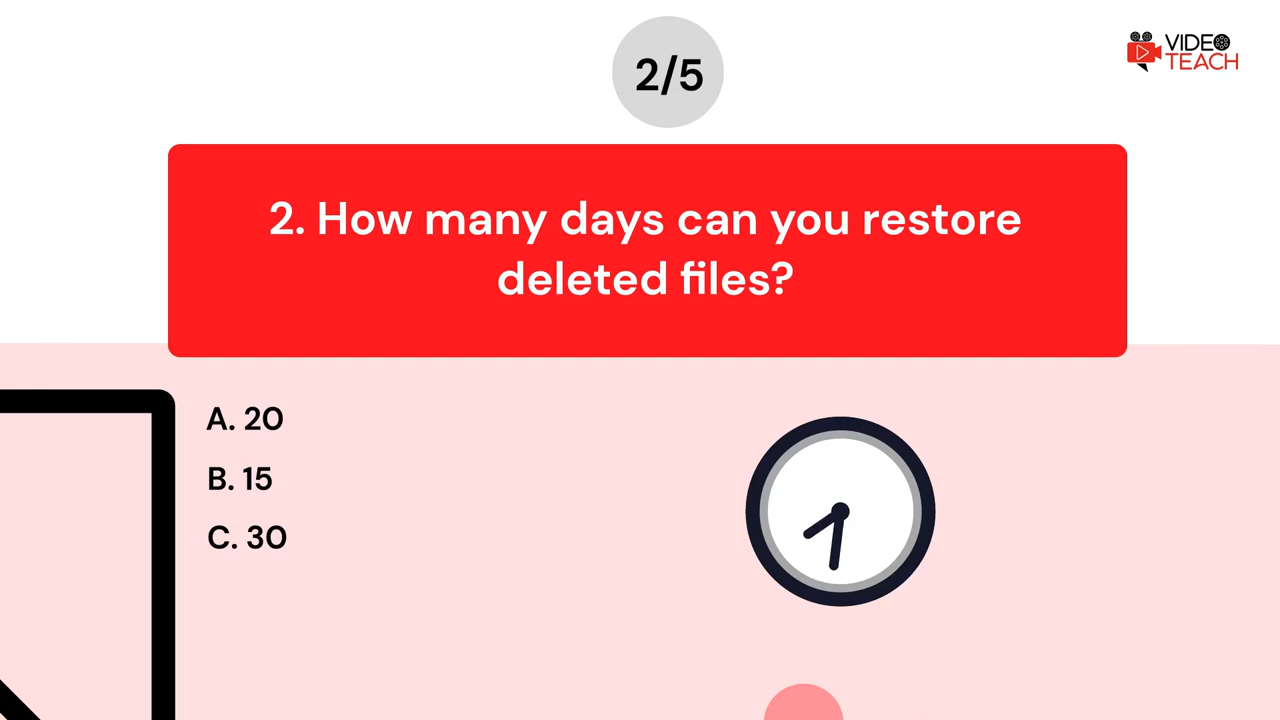 2/5
VIDEO
TEACH
2. How many days can you restore
deleted files?
A. 20
B. 15
C. 30